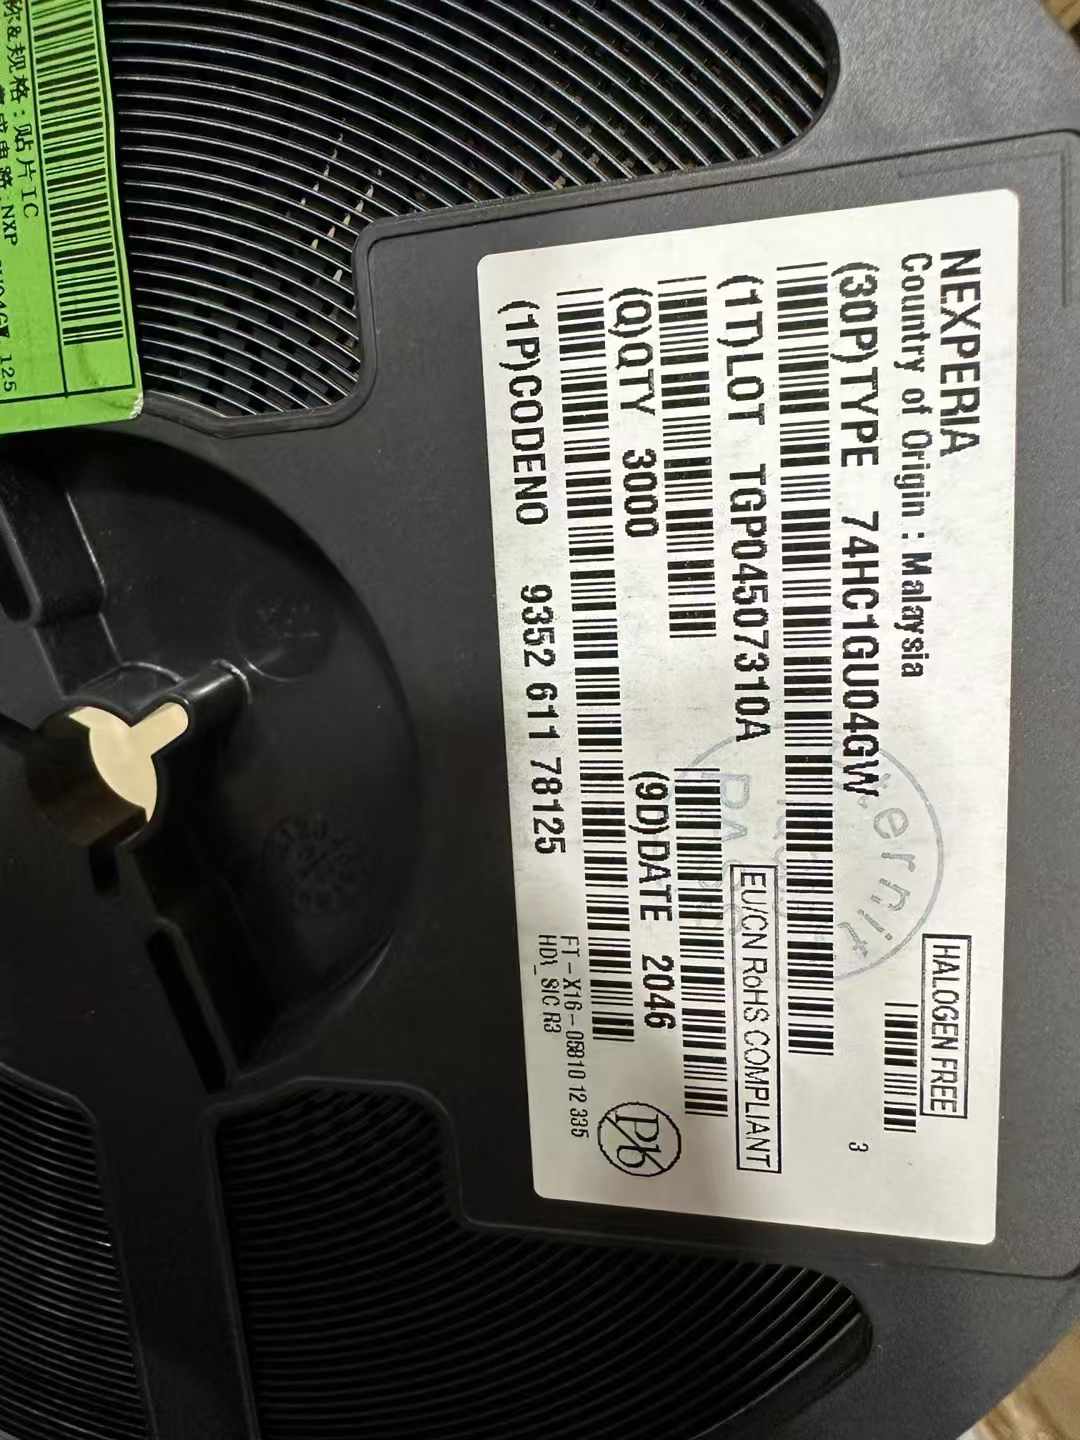 NEXPERIA
Country of Origin : Malaysia
HALOGEN FREE
(30P)TYPE 74HC1GU04GW
3
(1T)LOT TGP04507310A
EU/CN RoHS COMPLIANT
(Q)QTY 3000
(9D)DATE 2046
Pb
(1P)CODENO 9352 611 78125
FT-X16-05810 12 335
R3
规格:贴片IC
NXP
125